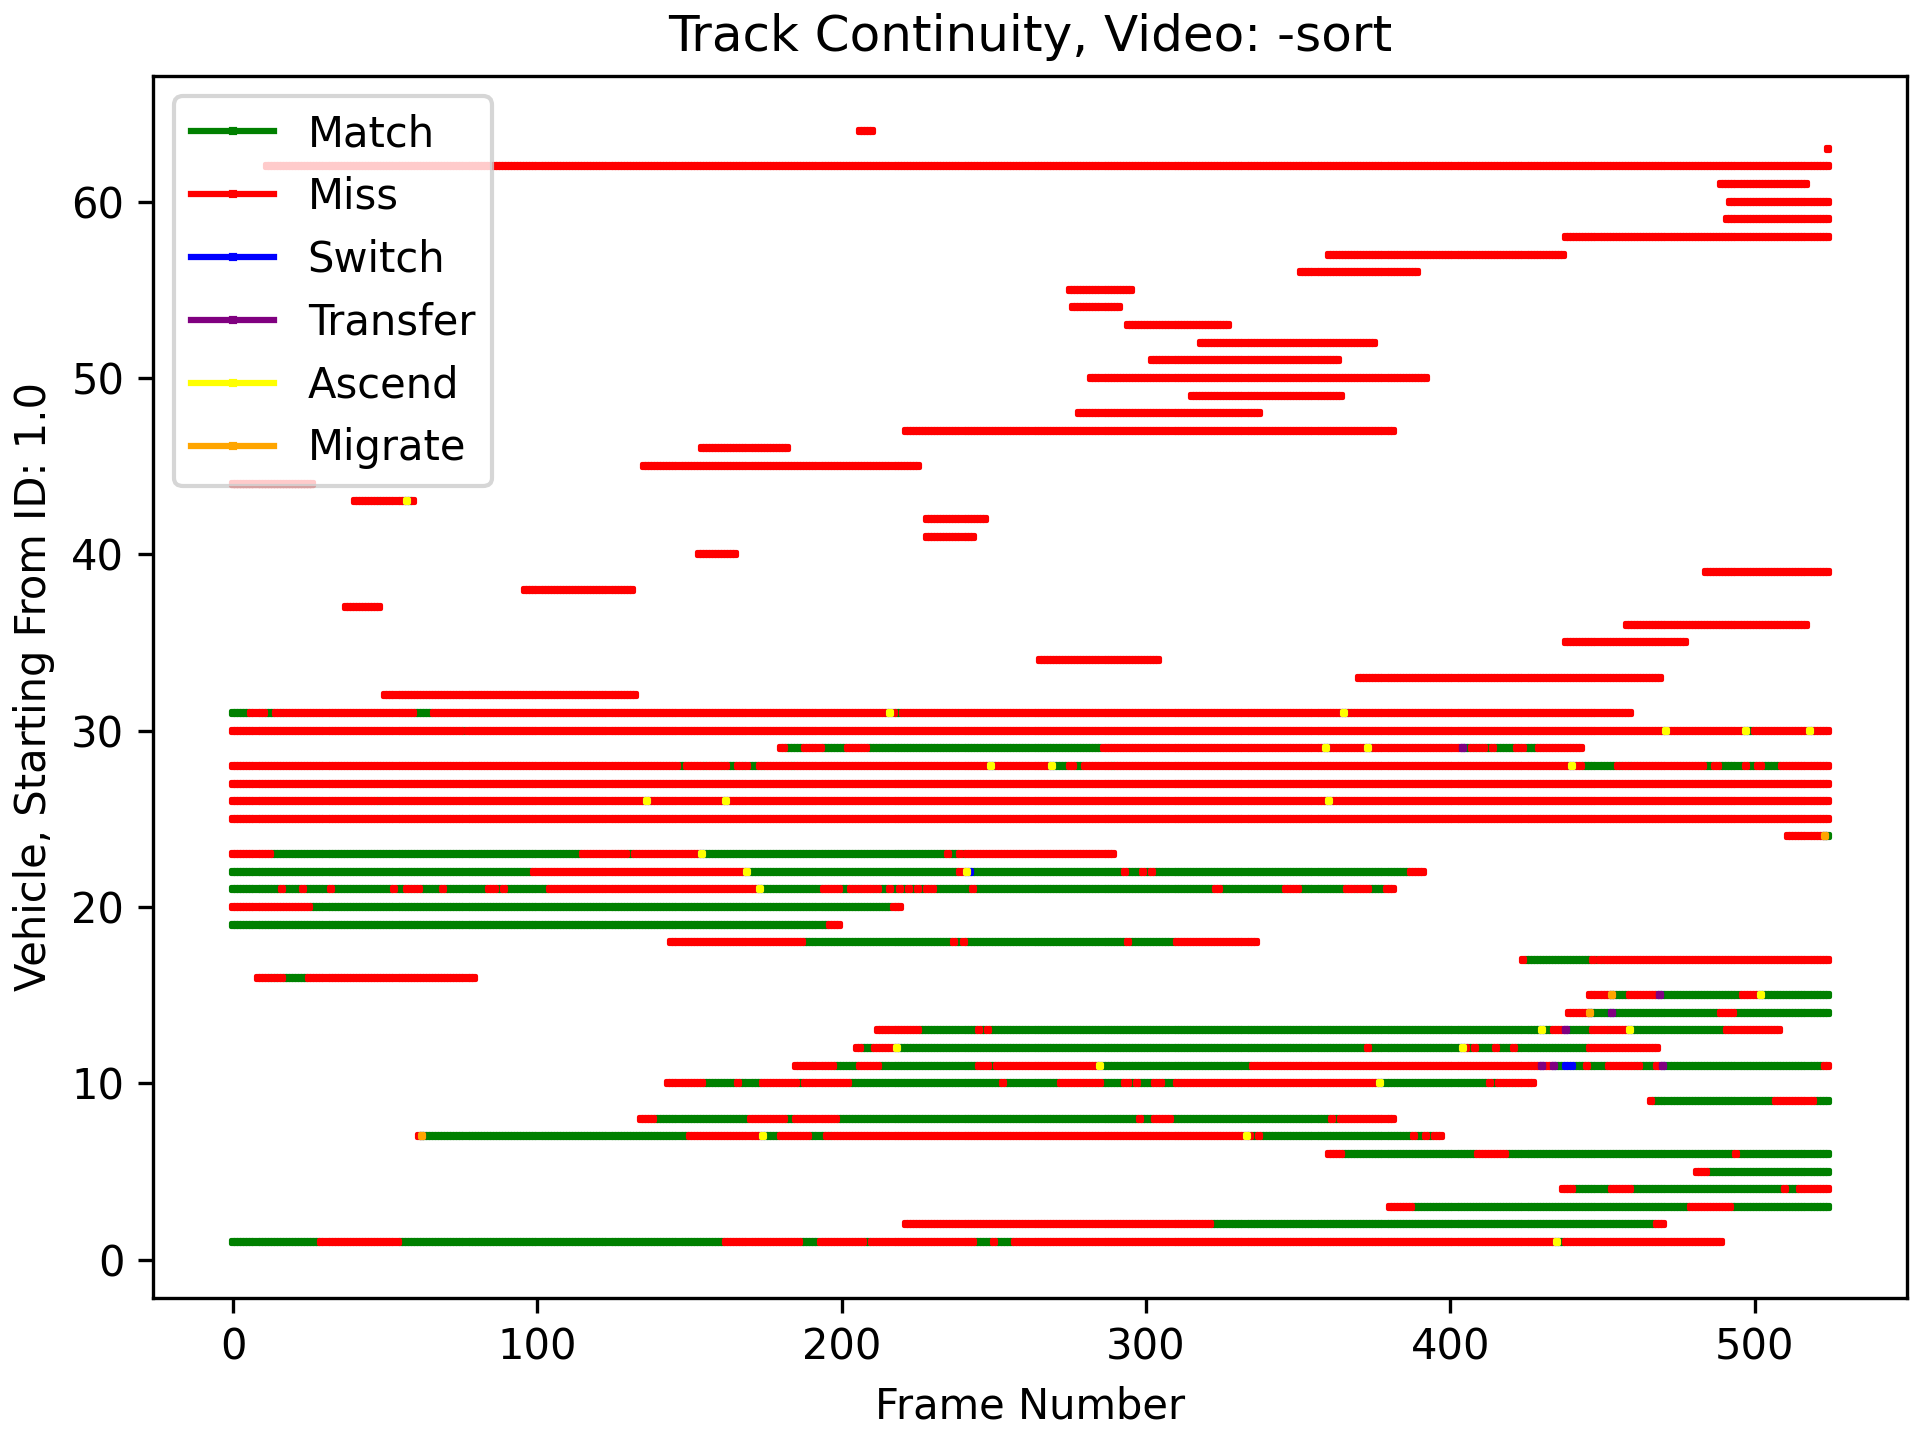 Track Continuity, Video: -sort
Match
Miss
Switch
Transfer
Ascend
Migrate
60
50
40
30
20
10
0
Vehicle, Starting From ID: 1.0
0 100 200 300 400 500
Frame Number